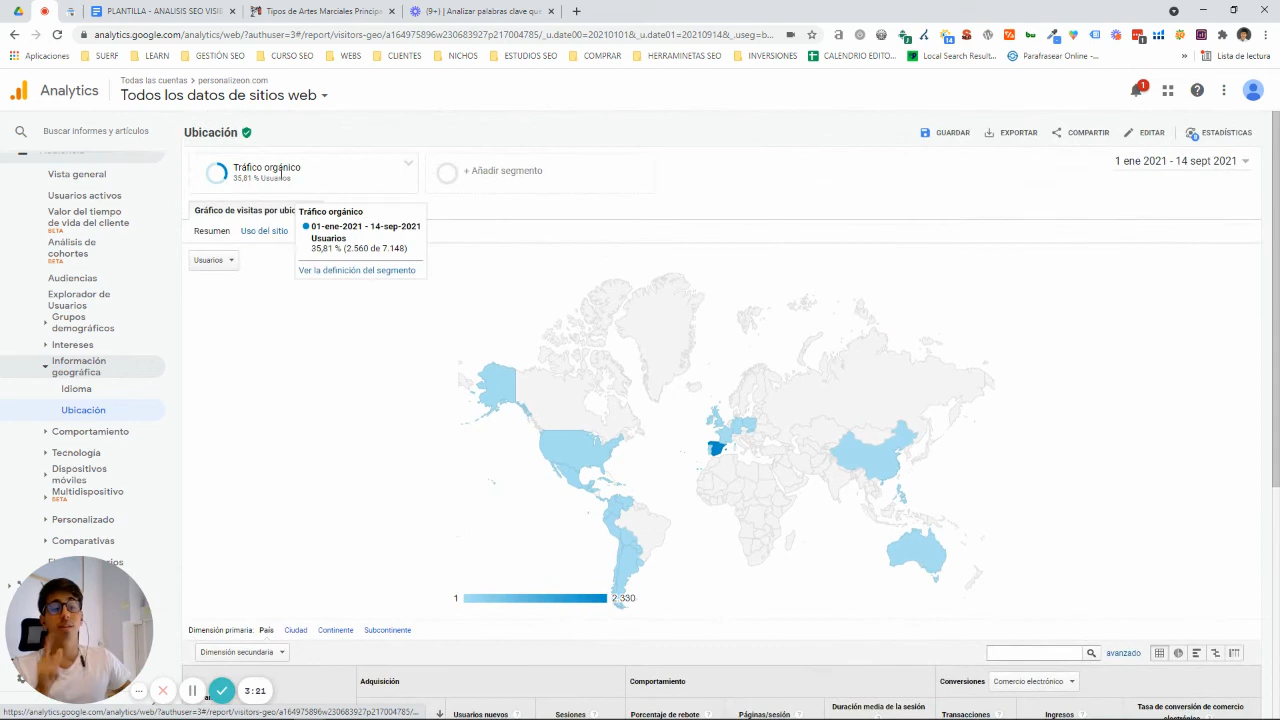 PLANTILLA - ANALISIS SEO VISIB
Tipos de Artes Marciales Principa
(9+) | Analizar palabras clave que
analytics.google.com/analytics/web/?authuser=3#/report/visitors-geo/a164975896w230683927p217004785/_u.date00=20210101&_u.date01=20210914&_.useg=b...
Aplicaciones
SURF
LEARN
GESTIÓN SEO
CURSO SEO
WEB
CLIENTES
NICHOS
ESTUDIOS SEO
COMPRAR
HERRAMIETAS SEO
INVERSIONES
CALENDARIO EDITO...
Local Search Result...
Parafrasear Online -...
»
Lista de lectura
Analytics
Todas las cuentas > personalizeon.com
Todos los datos de sitios web
1
Buscar informes y artículos
Vista general
Usuarios activos
Valor del tiempo
de vida del cliente
BETA
Análisis de
cohortes
BETA
Audiencias
Explorador de
Usuarios
Grupos
demográficos
Intereses
Información
geográfica
Idioma
Ubicación
Comportamiento
Tecnología
Dispositivos
móviles
Multidispositivo
BETA
Personalizado
Comparativas
Ubicación
GUARDAR
EXPORTAR
COMPARTIR
EDITAR
ESTADÍSTICAS
Tráfico orgánico
35,81 % Usuarios
+ Añadir segmento
1 ene 2021 - 14 sept 2021
Gráfico de visitas por ubic
Resumen
Uso del sitio
Tráfico orgánico
01-ene-2021 - 14-sep-2021
Usuarios
35,81 % (2.560 de 7.148)
Ver la definición del segmento
Usuarios
1
2.330
Dimensión primaria: País Ciudad Continente Subcontinente
Dimensión secundaria
avanzado
Adquisición
Comportamiento
Conversiones
Comercio electrónico
Usuarios nuevos
Sesiones
Porcentaje de rebote
Páginas/sesión
Duración media de la sesión
Transacciones
Ingresos
Tasa de conversión de comercio
electrónico
3:21
https://analytics.google.com/analytics/web/?authuser=3#/report/visitors-geo/a164975896w230683927p217004785/...